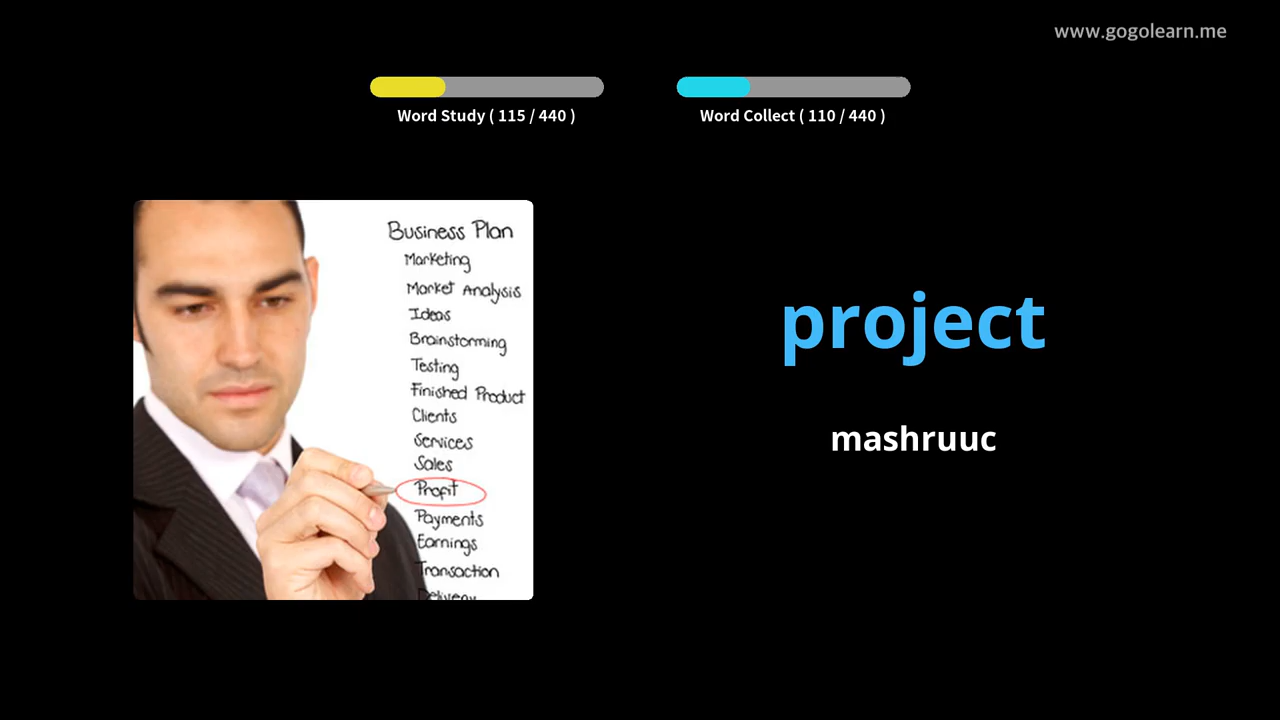 www.gogolearn.me
Word Study ( 115 / 440 )
Word Collect ( 110 / 440 )
Business Plan
Marketing
Market Analysis
Ideas
Brainstorming
Testing
Finished Product
Clients
Services
Sales
Profit
Payments
Earnings
Transaction
Delivery
project
mashruuc